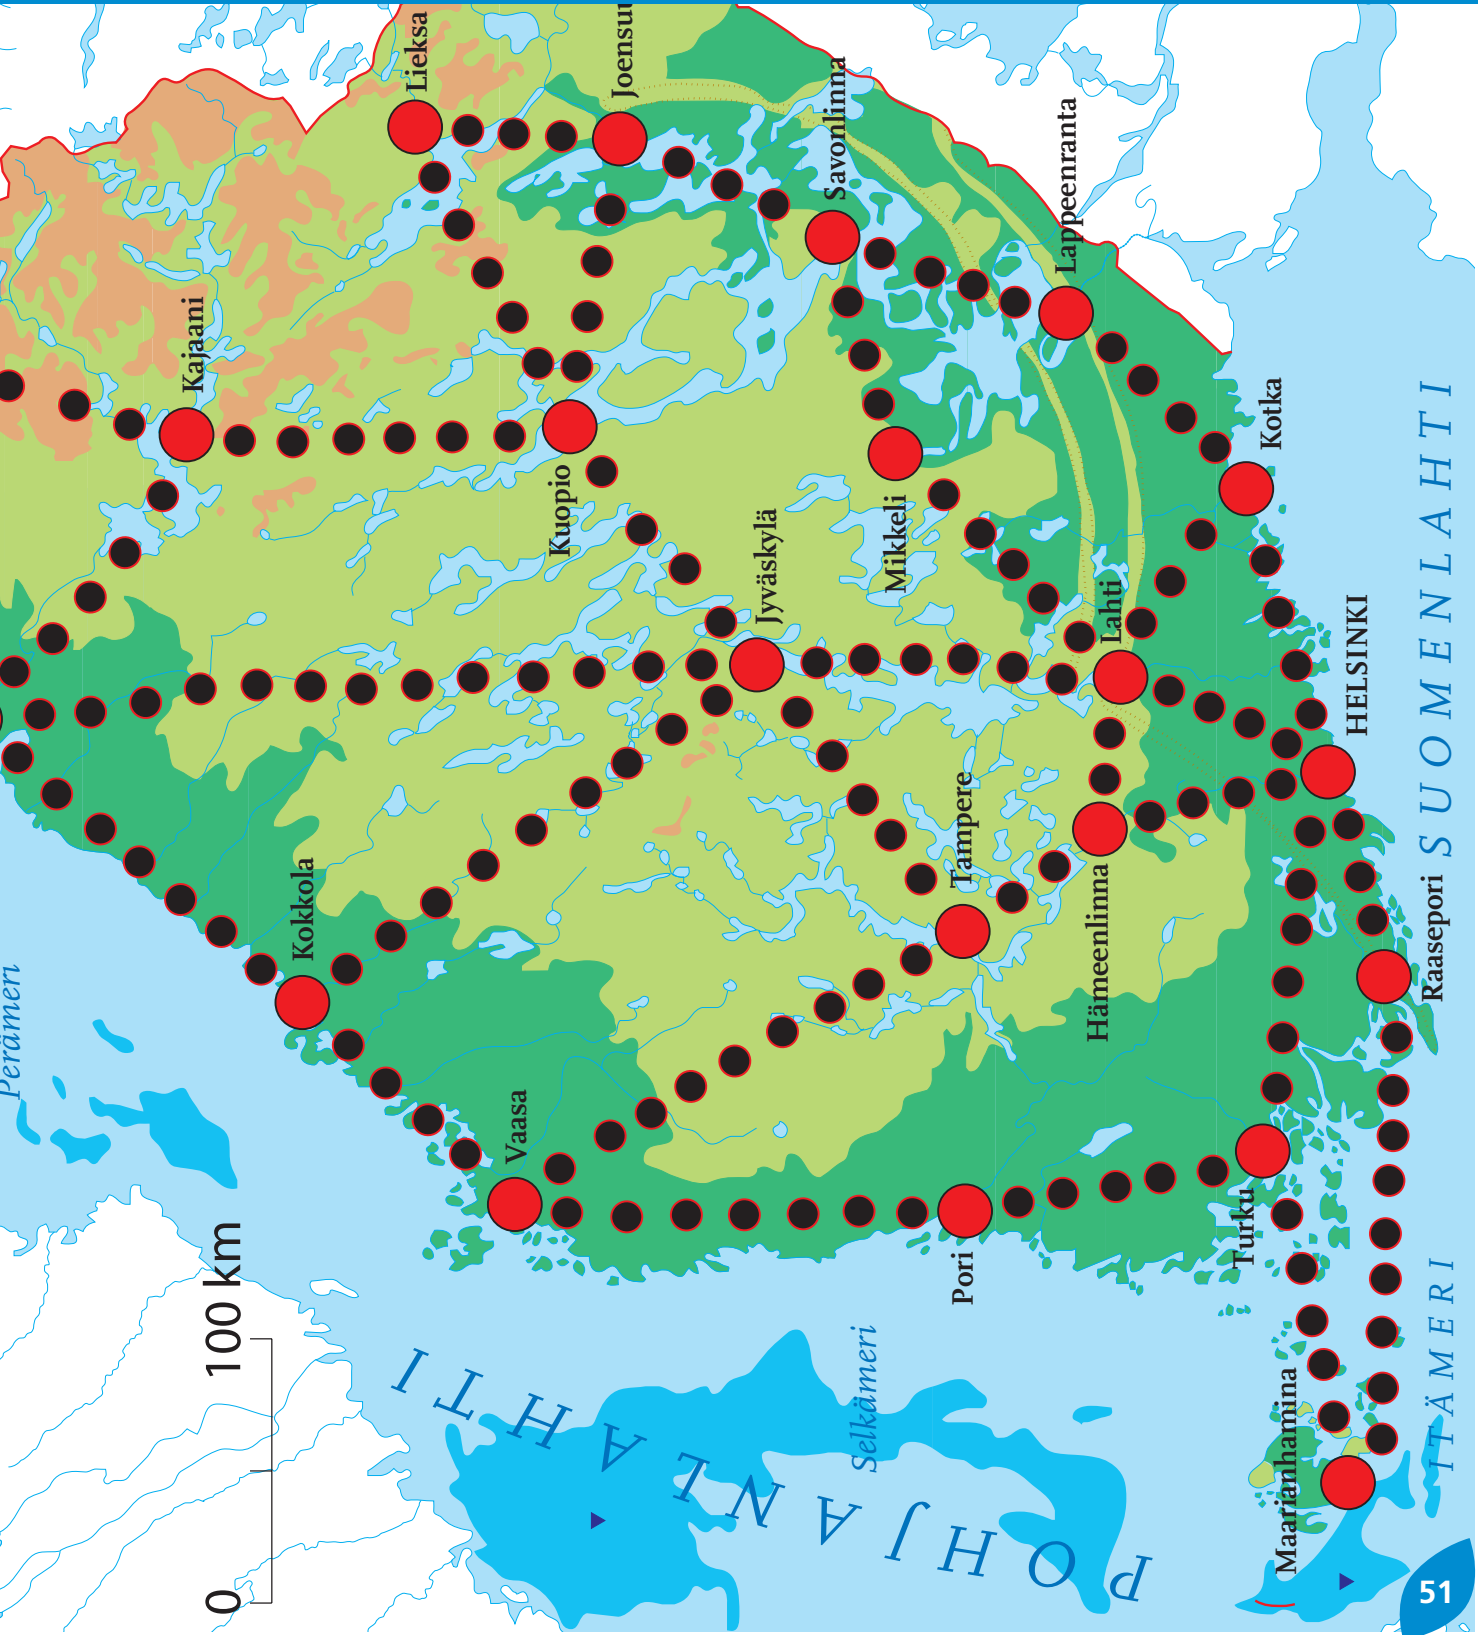 Lieksa
Joensuu
Savonlinna
Lappeenranta
Kajaani
Kotka
Kuopio
Mikkeli
Jyväskylä
Lahti
HELSINKI
Tampere
Kokkola
Hämeenlinna
Raasepori
SUOMENLAHTI
Perämeri
Vaasa
Turku
Pori
0 100 km
POHJANLAHTI
Selkämeri
Maarianhamina
ITÄMERI
51